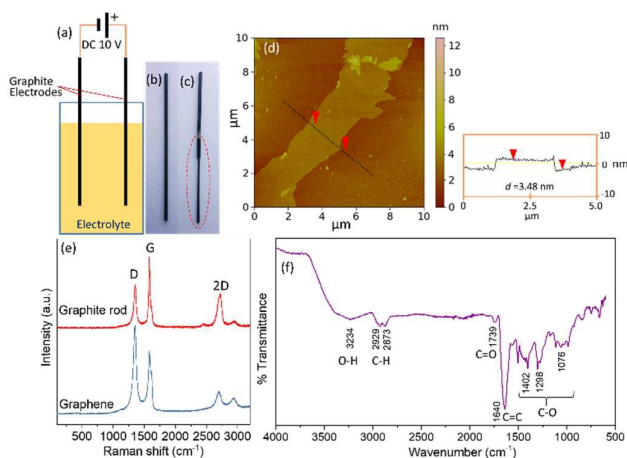 (a)
+
DC 10 V
Graphite
Electrodes
Electrolyte
(b)
(c)
(d)
10
8
6
4
2
0
μm
0 2 4 6 8 10
μm
nm
12
10
8
6
4
2
0
10
0 nm
-10
d =3.48 nm
0 2.5 5.0
μm
(e)
D
G
2D
Graphite rod
Graphene
Intensity (a.u.)
500 1000 1500 2000 2500 3000
Raman shift (cm-1)
(f)
% Transmittance
3234
O-H
2929
2873
C-H
1739
C=O
1640
C=C
1402
1298
1076
C-O
4000 3500 3000 2500 2000 1500 1000 500
Wavenumber (cm-1)